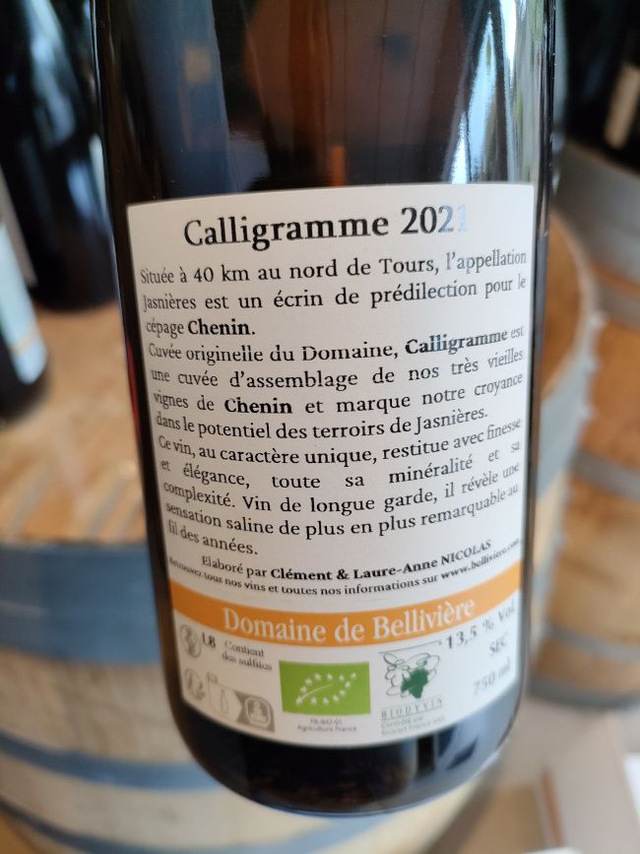 Calligramme 202
Située à 40 km au nord de Tours, l'appellation
Jasnières est un écrin de prédilection pour le
cépage Chenin.
Cuvée originelle du Domaine, Calligramme est
une cuvée d'assemblage de nos très vieilles
vignes de Chenin et marque notre croyance
dans le potentiel des terroirs de Jasnières.
Ce vin, au caractère unique, restitue avec finesse
et élégance, toute sa minéralité et sa
complexité. Vin de longue garde, il révèle une
sensation saline de plus en plus remarquable au
fil des années.
Elaboré par Clément & Laure-Anne NICOLAS
Retrouvez tous nos vins et toutes nos informations sur www.belliviere.com
Domaine de Bellivière
LB Contient
des sulfites
13,5 % Vol.
SEC
750 ml
FR-BIO-01
Agriculture France
BIODYVIN
Contrôlé par